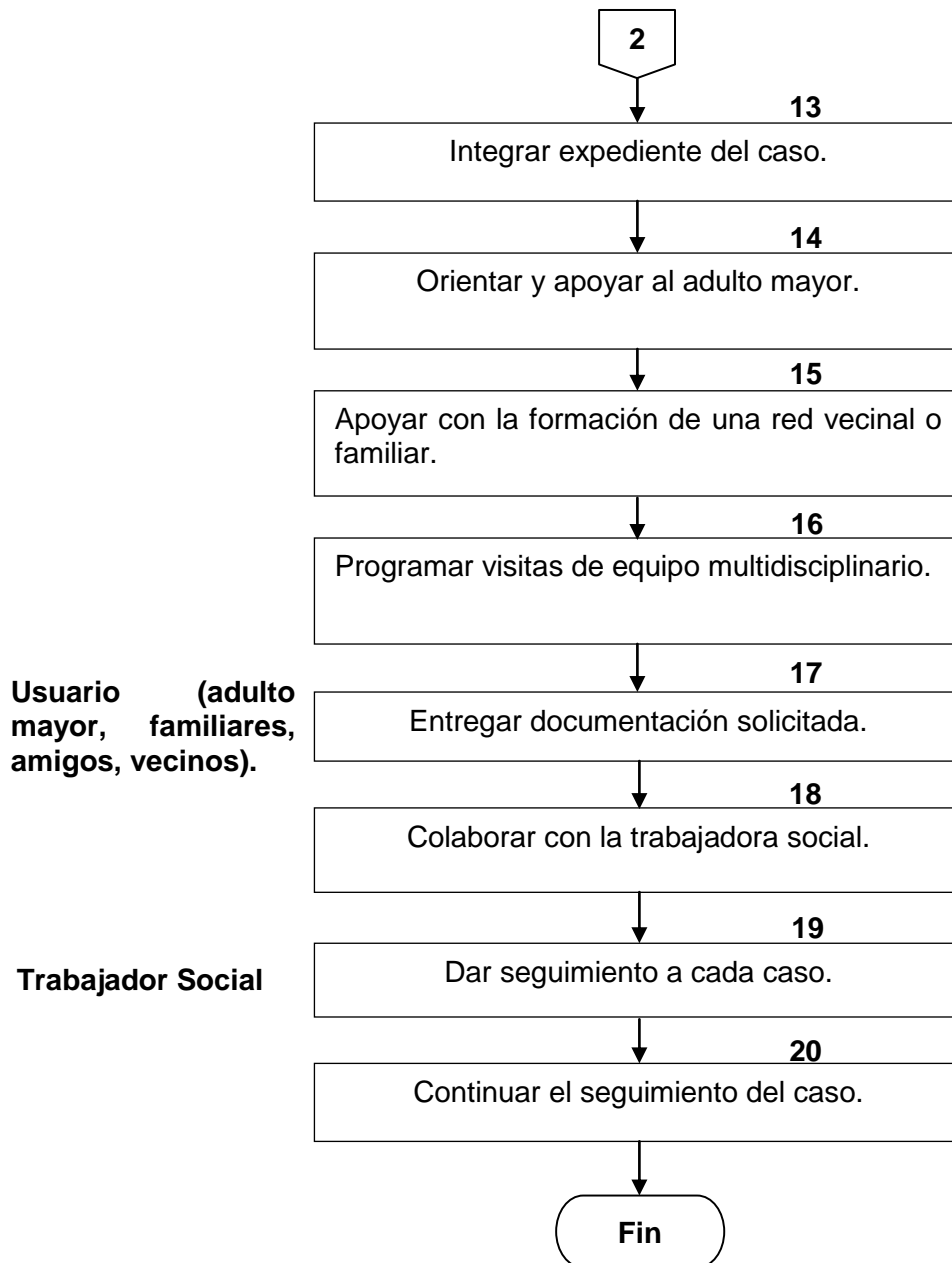 2
13
Integrar expediente del caso.
14
Orientar y apoyar al adulto mayor.
15
Apoyar con la formación de una red vecinal o
familiar.
16
Programar visitas de equipo multidisciplinario.
17
Usuario (adulto
mayor, familiares,
amigos, vecinos).
Entregar documentación solicitada.
18
Colaborar con la trabajadora social.
19
Trabajador Social
Dar seguimiento a cada caso.
20
Continuar el seguimiento del caso.
Fin